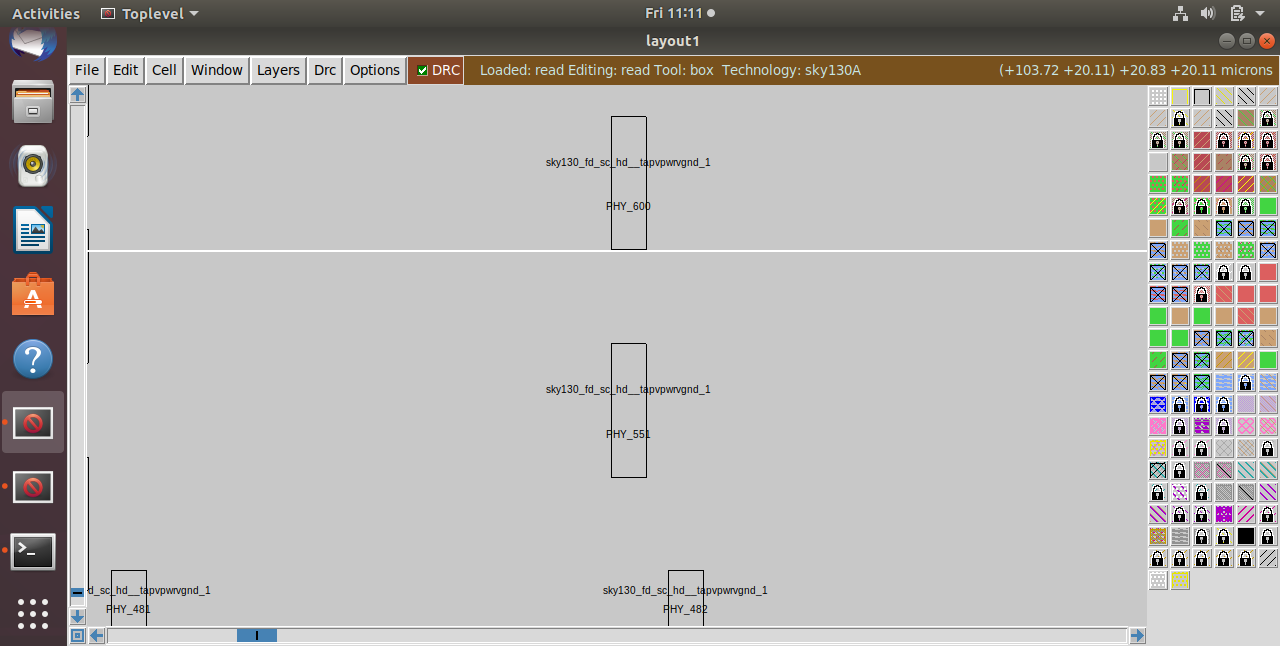 Activities Toplevel Fri 11:11
layout1
File Edit Cell Window Layers Drc Options DRC Loaded: read Editing: read Tool: box Technology: sky130A (+103.72 +20.11) +20.83 +20.11 microns
sky130_fd_sc_hd__tapvpwrvgnd_1
PHY_600
sky130_fd_sc_hd__tapvpwrvgnd_1
PHY_551
d_sc_hd__tapvpwrvgnd_1 sky130_fd_sc_hd__tapvpwrvgnd_1
PHY_481 PHY_482